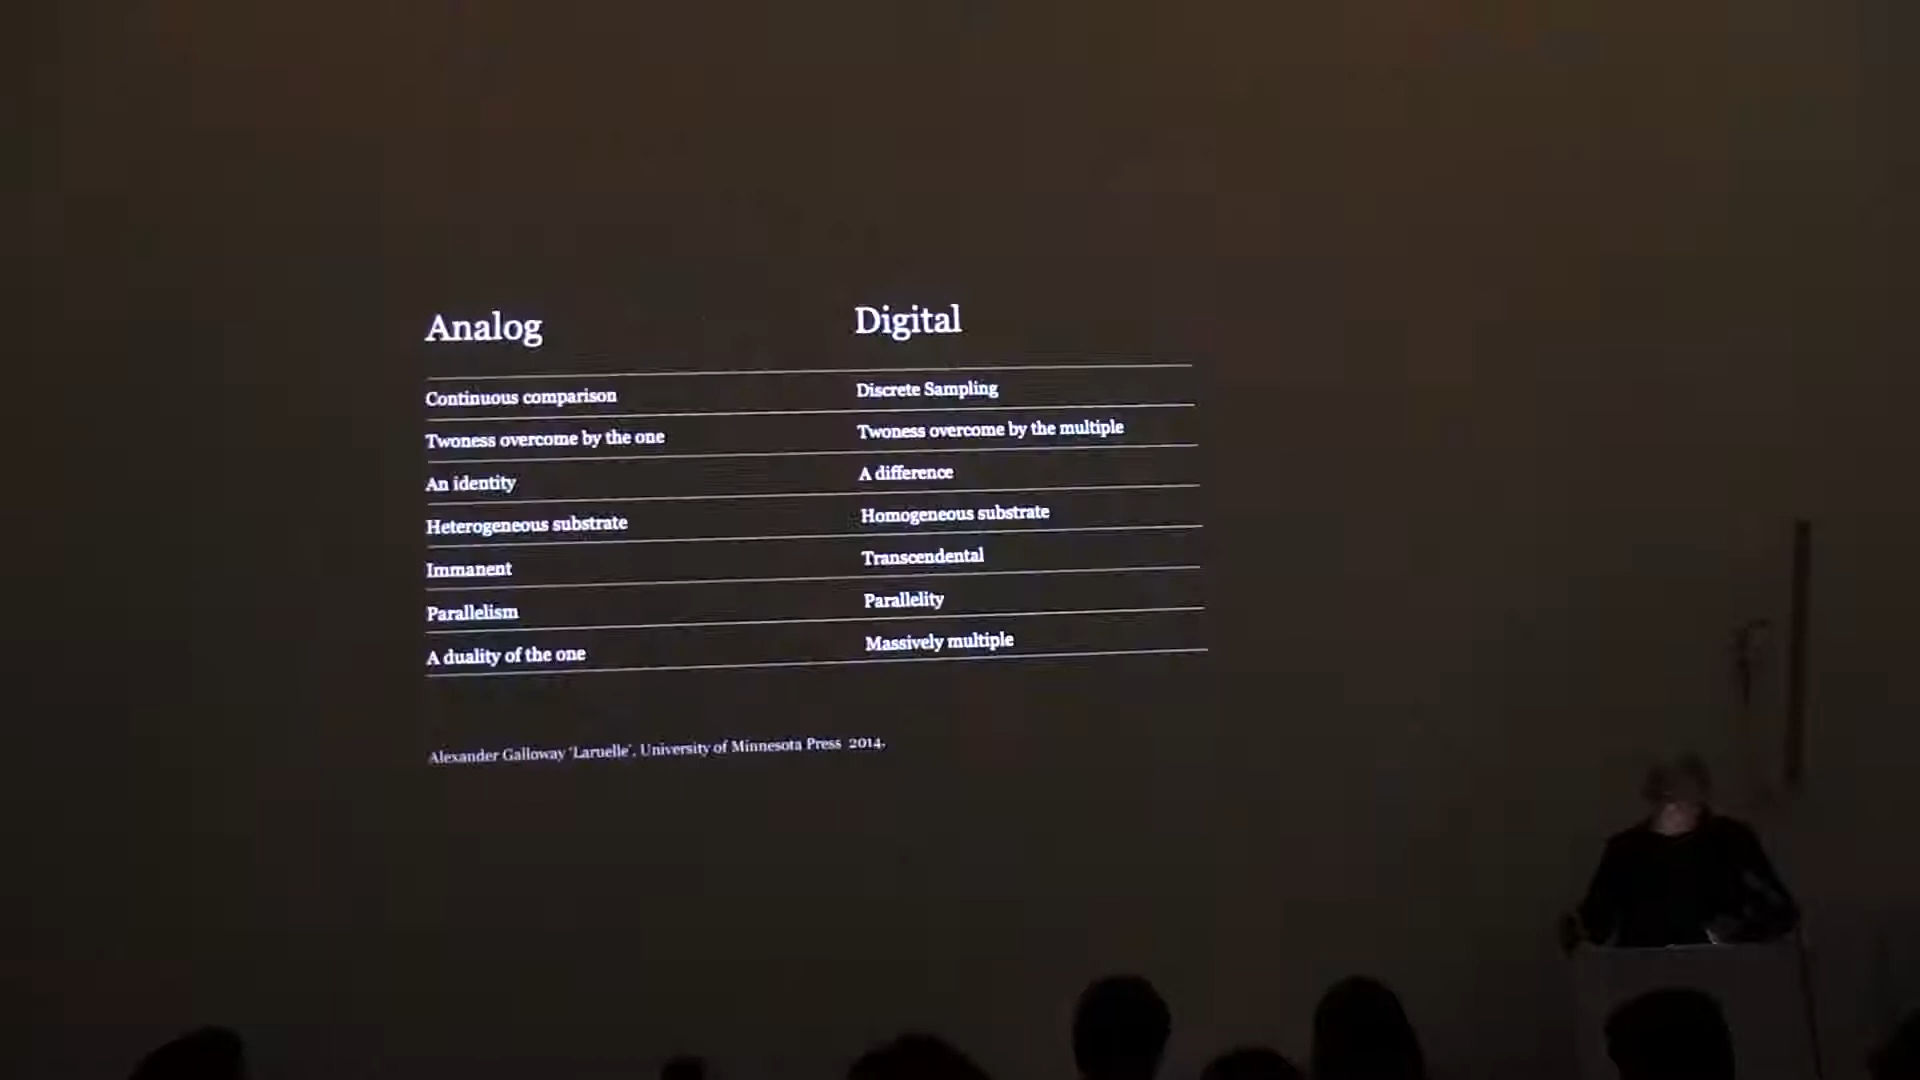 Analog Digital
Continuous comparison Discrete Sampling
Twoness overcome by the one Twoness overcome by the multiple
An identity A difference
Heterogeneous substrate Homogeneous substrate
Immanent Transcendental
Parallelism Parallelity
A duality of the one Massively multiple
Alexander Galloway 'Laruelle', University of Minnesota Press 2014.